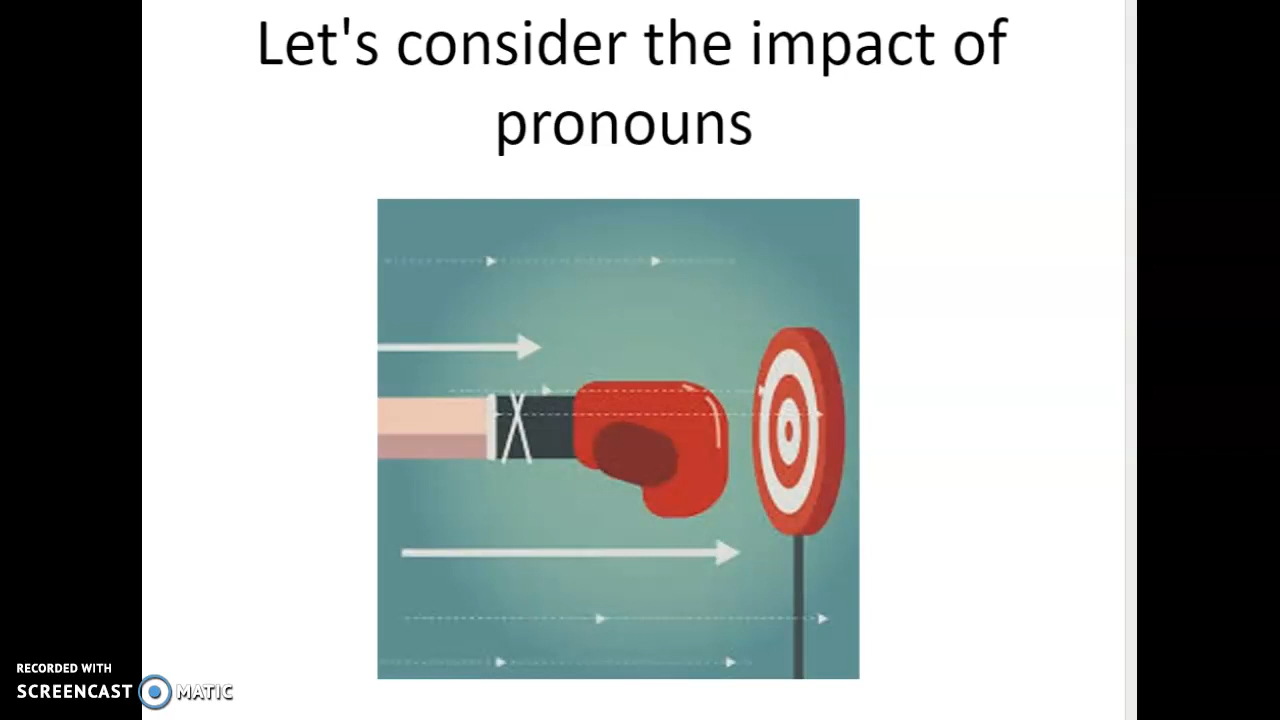 Let's consider the impact of
pronouns
RECORDED WITH
SCREENCAST MATIC